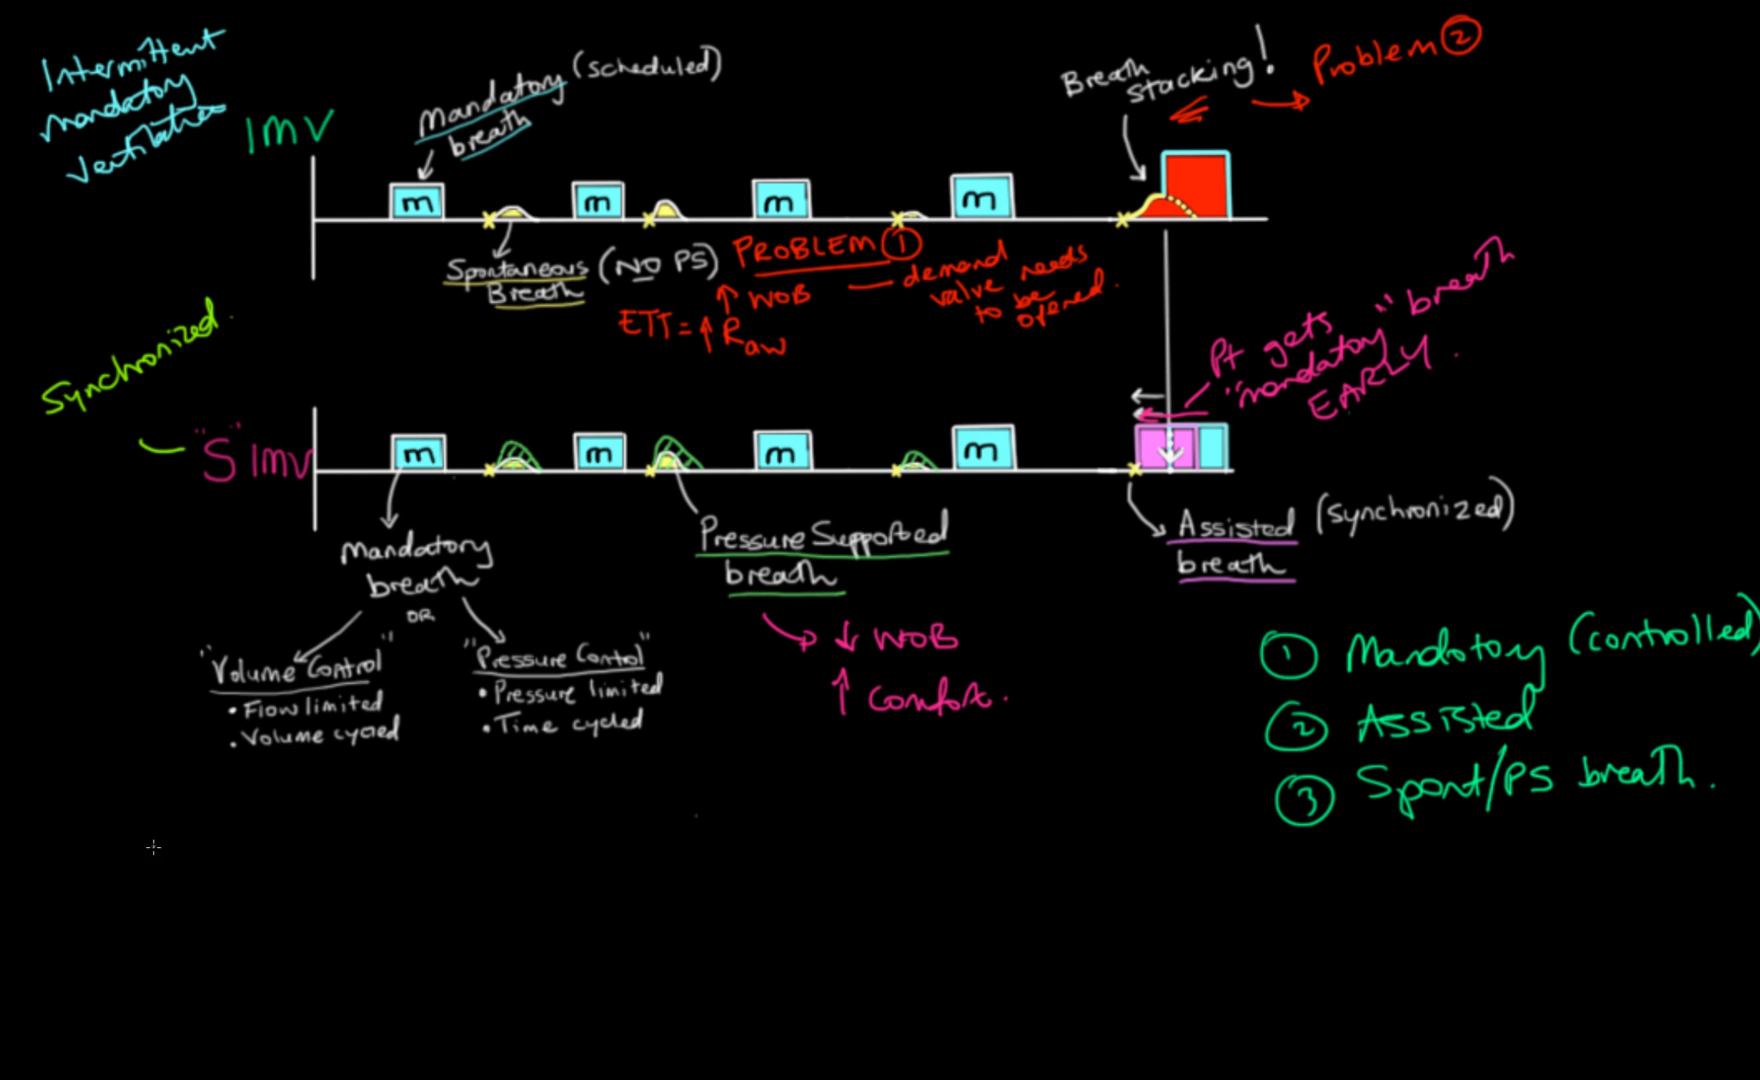 Intermittent
mandatory
ventilation
IMV
Mandatory (scheduled)
breath
m
m
m
m
Breath
stacking!
Problem ②
Spontaneous (NO PS)
Breath
PROBLEM ①
↑ WOB — demand
valve needs
to be
opened.
ETT = ↑ Raw
Synchronized.
"S" IMV
m
m
m
m
Pt gets
"mandatory" breath
EARLY.
Mandatory
breath
OR
"Volume Control"
• Flow limited
• Volume cycled
"Pressure Control"
• Pressure limited
• Time cycled
Pressure Supported
breath
↓ WOB
↑ Comfort.
Assisted (synchronized)
breath
① Mandatory (controlled)
② Assisted
③ Spont/PS breath.